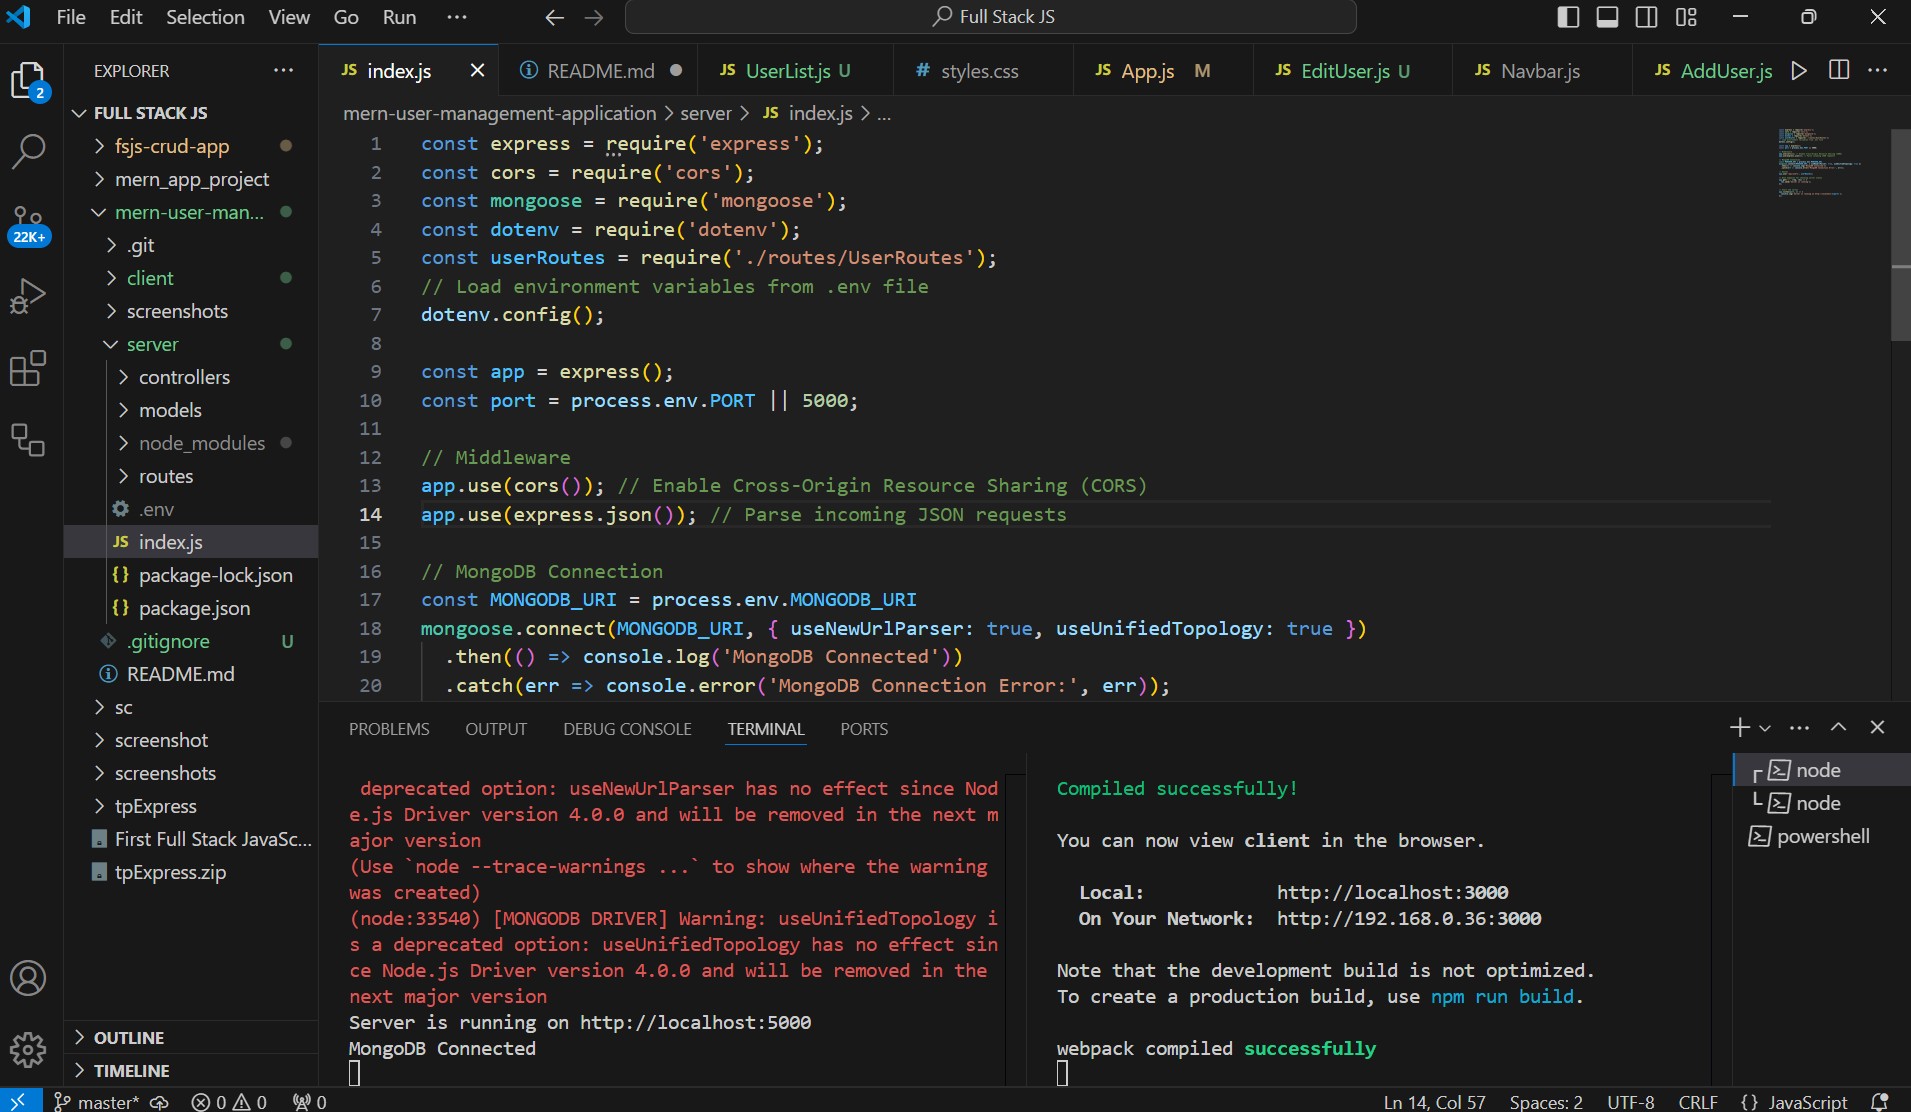 File Edit Selection View Go Run ···
Full Stack JS
EXPLORER ···
2
22K+
FULL STACK JS
fsjs-crud-app
mern_app_project
mern-user-man...
.git
client
screenshots
server
controllers
models
node_modules
routes
.env
JS index.js
{} package-lock.json
{} package.json
.gitignore U
README.md
sc
screenshot
screenshots
tpExpress
First Full Stack JavaSc...
tpExpress.zip
OUTLINE
TIMELINE
JS index.js README.md JS UserList.js U # styles.css JS App.js M JS EditUser.js U JS Navbar.js JS AddUser.js ···
mern-user-management-application > server > JS index.js > ...
1 const express = require('express');
2 const cors = require('cors');
3 const mongoose = require('mongoose');
4 const dotenv = require('dotenv');
5 const userRoutes = require('./routes/UserRoutes');
6 // Load environment variables from .env file
7 dotenv.config();
8
9 const app = express();
10 const port = process.env.PORT || 5000;
11
12 // Middleware
13 app.use(cors()); // Enable Cross-Origin Resource Sharing (CORS)
14 app.use(express.json()); // Parse incoming JSON requests
15
16 // MongoDB Connection
17 const MONGODB_URI = process.env.MONGODB_URI
18 mongoose.connect(MONGODB_URI, { useNewUrlParser: true, useUnifiedTopology: true })
19 .then(() => console.log('MongoDB Connected'))
20 .catch(err => console.error('MongoDB Connection Error:', err));
PROBLEMS OUTPUT DEBUG CONSOLE TERMINAL PORTS
deprecated option: useNewUrlParser has no effect since Nod
e.js Driver version 4.0.0 and will be removed in the next m
ajor version
(Use `node --trace-warnings ...` to show where the warning
was created)
(node:33540) [MONGODB DRIVER] Warning: useUnifiedTopology i
s a deprecated option: useUnifiedTopology has no effect sin
ce Node.js Driver version 4.0.0 and will be removed in the
next major version
Server is running on http://localhost:5000
MongoDB Connected
Compiled successfully!
You can now view client in the browser.
Local: http://localhost:3000
On Your Network: http://192.168.0.36:3000
Note that the development build is not optimized.
To create a production build, use npm run build.
webpack compiled successfully
node
node
powershell
master* 0 0 0 Ln 14, Col 57 Spaces: 2 UTF-8 CRLF {} JavaScript